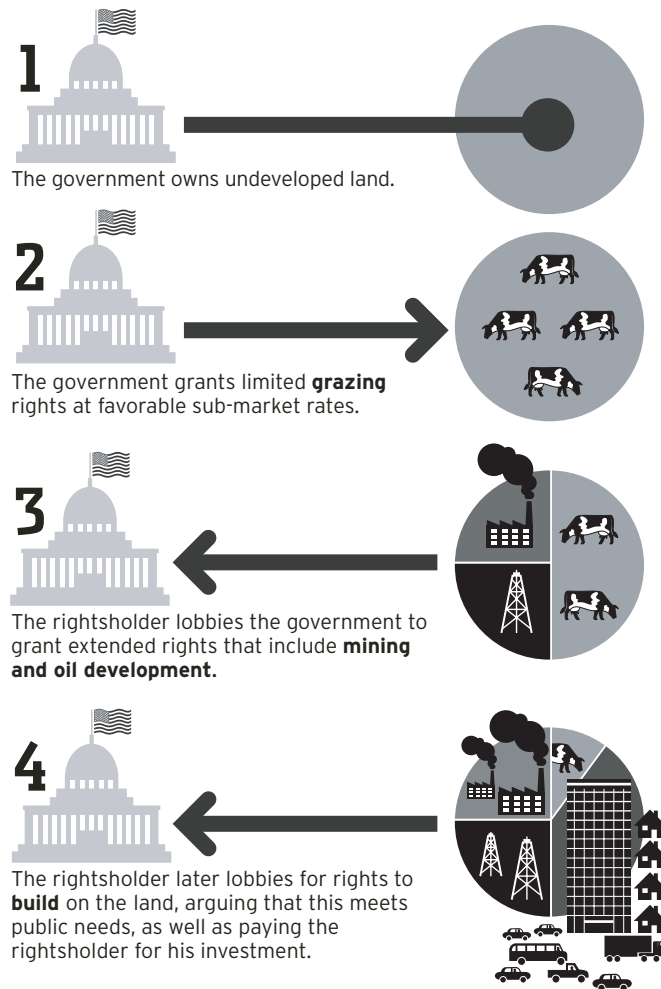 1
The government owns undeveloped land.
2
The government grants limited grazing
rights at favorable sub-market rates.
3
The rightsholder lobbies the government to
grant extended rights that include mining
and oil development.
4
The rightsholder later lobbies for rights to
build on the land, arguing that this meets
public needs, as well as paying the
rightsholder for his investment.